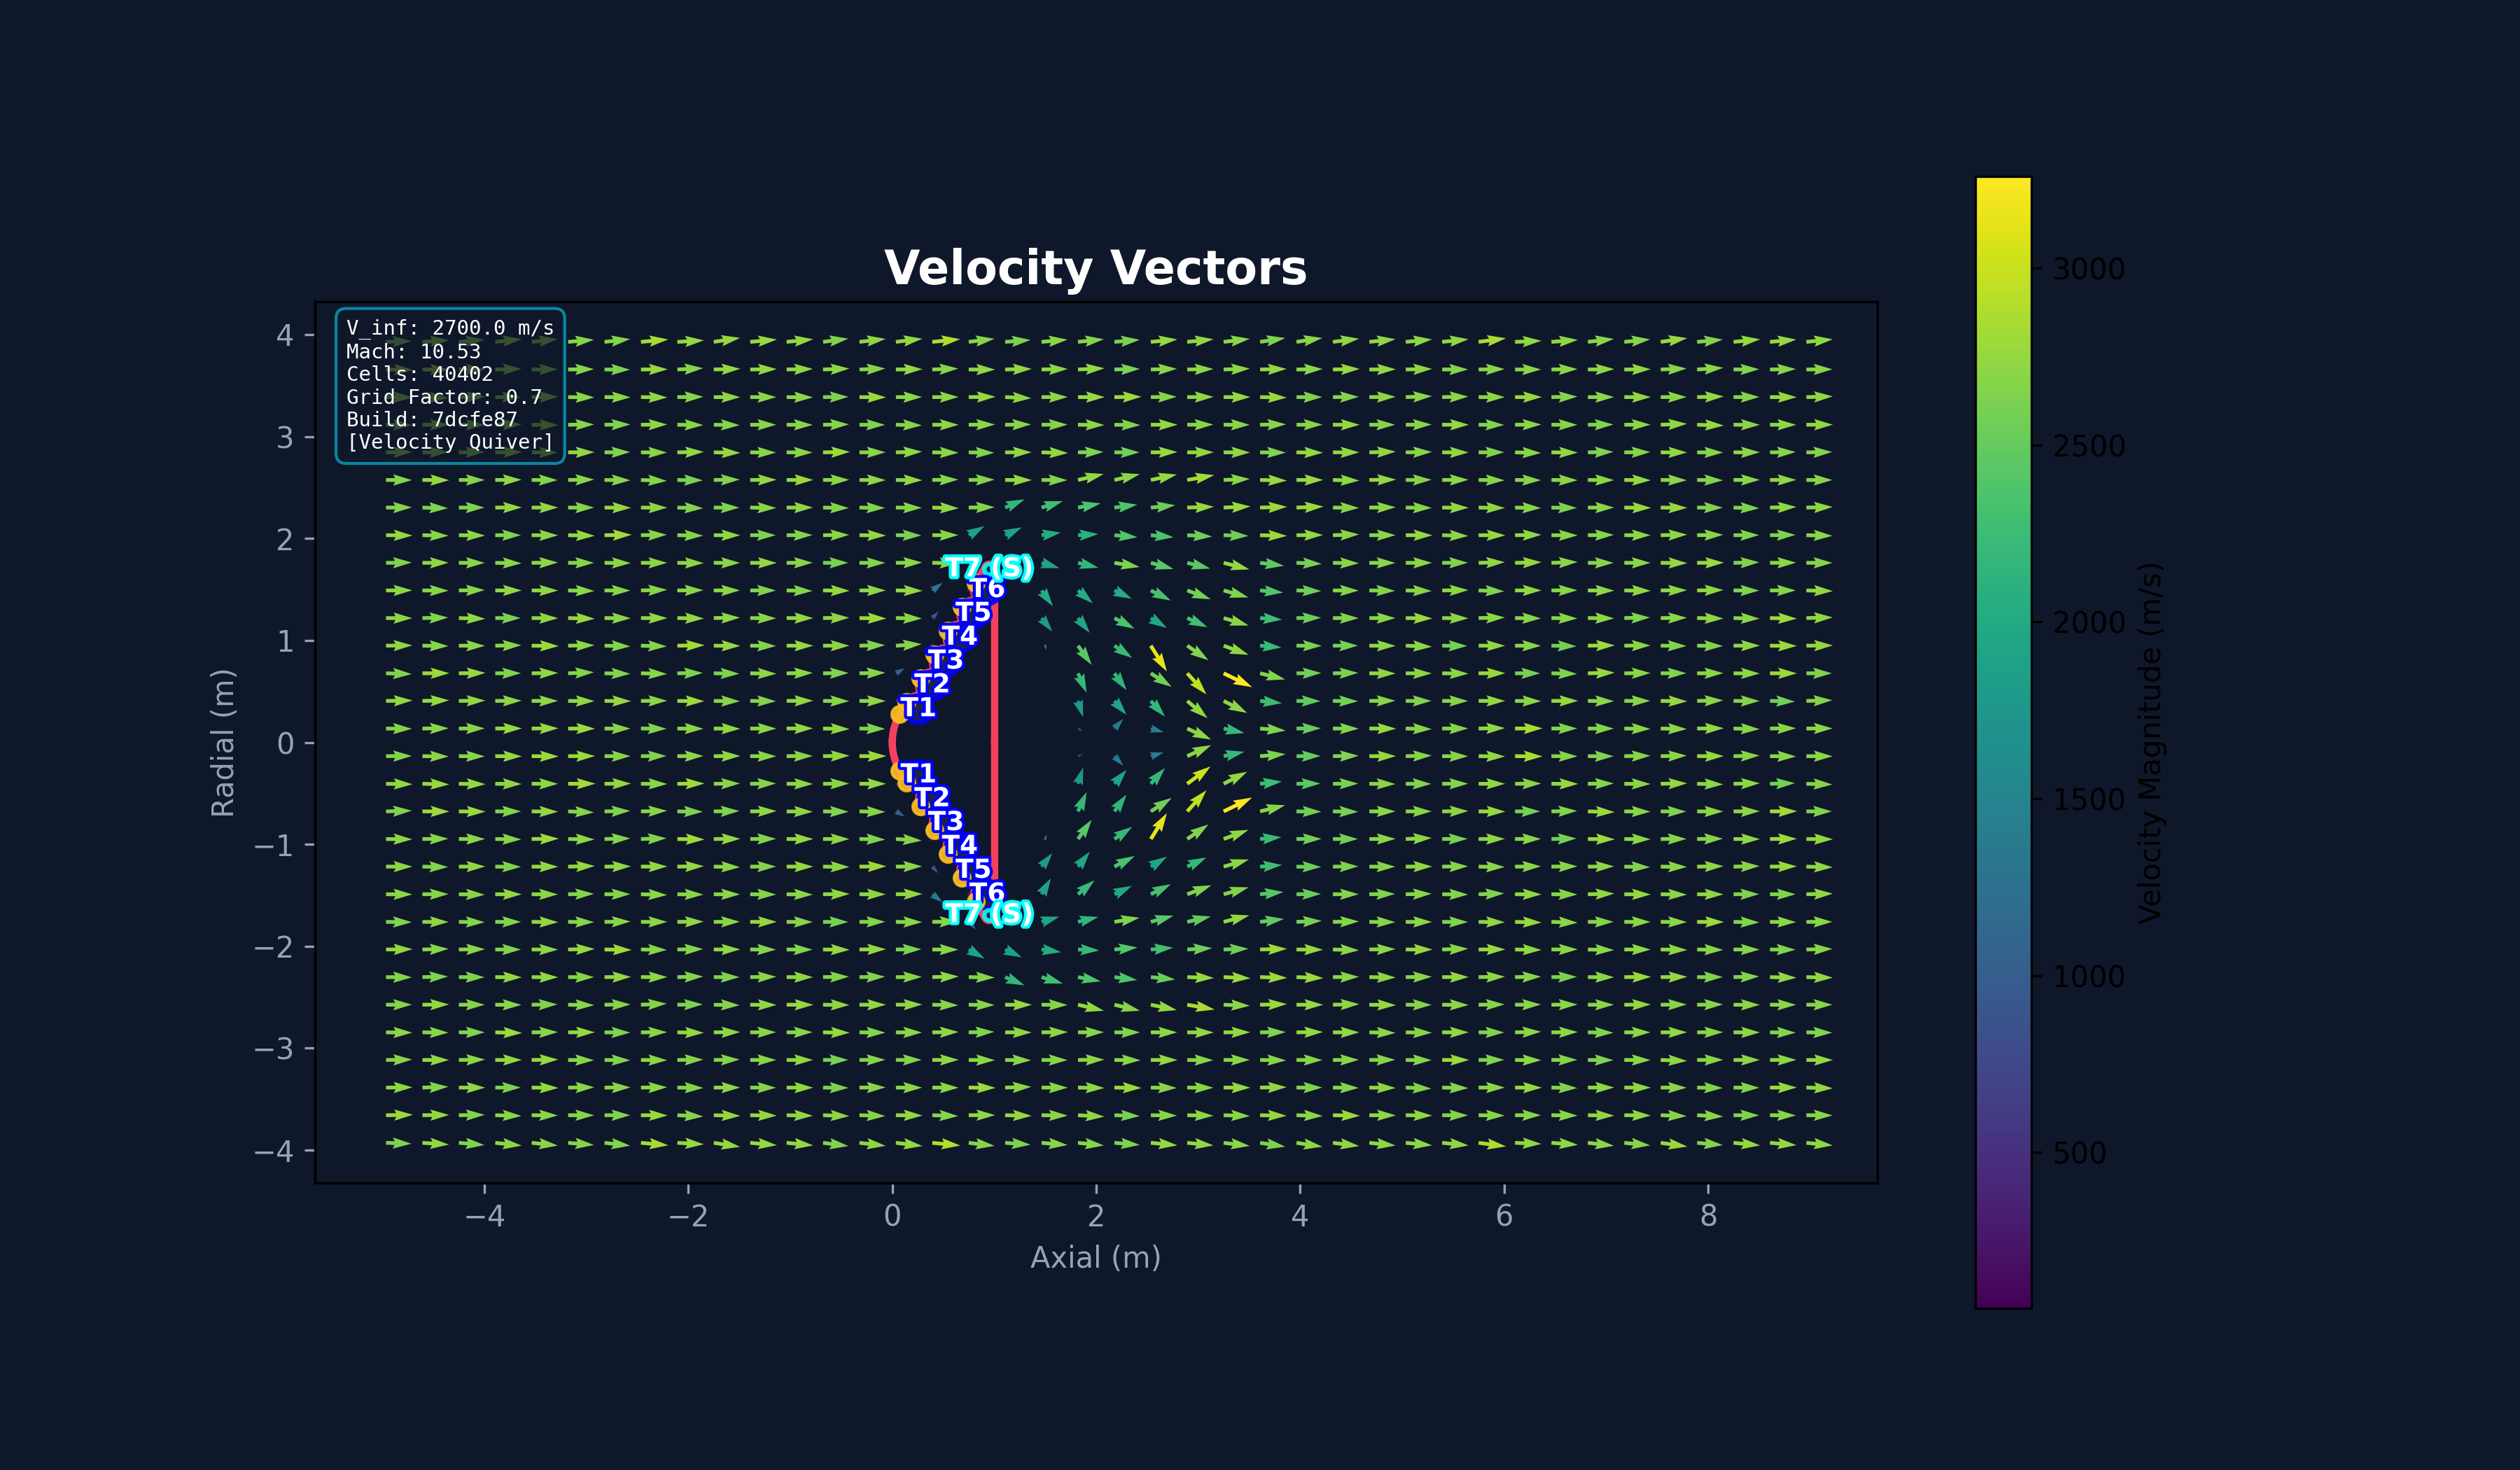 Velocity Vectors
V_inf: 2700.0 m/s
Mach: 10.53
Cells: 40402
Grid Factor: 0.7
Build: 7dcfe87
[Velocity Quiver]
4
3
2
1
0
−1
−2
−3
−4
Radial (m)
T7 (S)
T6
T5
T4
T3
T2
T1
T1
T2
T3
T4
T5
T6
T7 (S)
−4
−2
0
2
4
6
8
Axial (m)
3000
2500
2000
1500
1000
500
Velocity Magnitude (m/s)